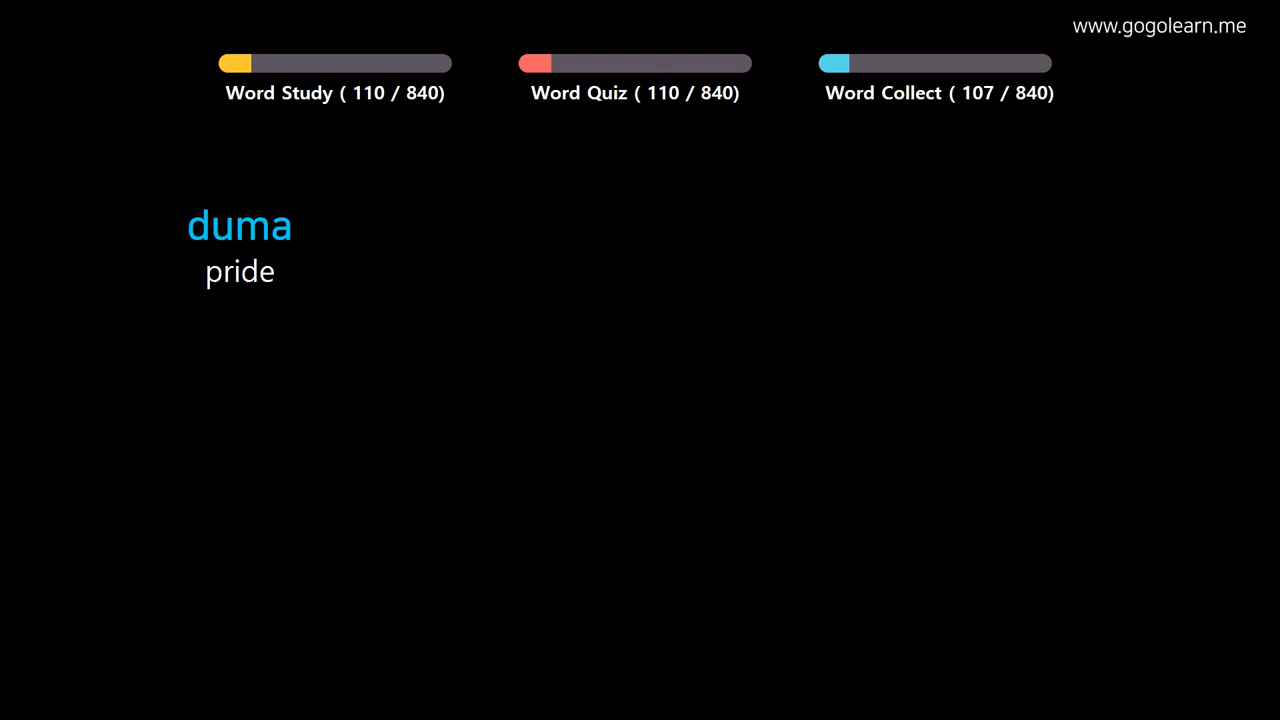 www.gogolearn.me
Word Study ( 110 / 840)
Word Quiz ( 110 / 840)
Word Collect ( 107 / 840)
duma
pride